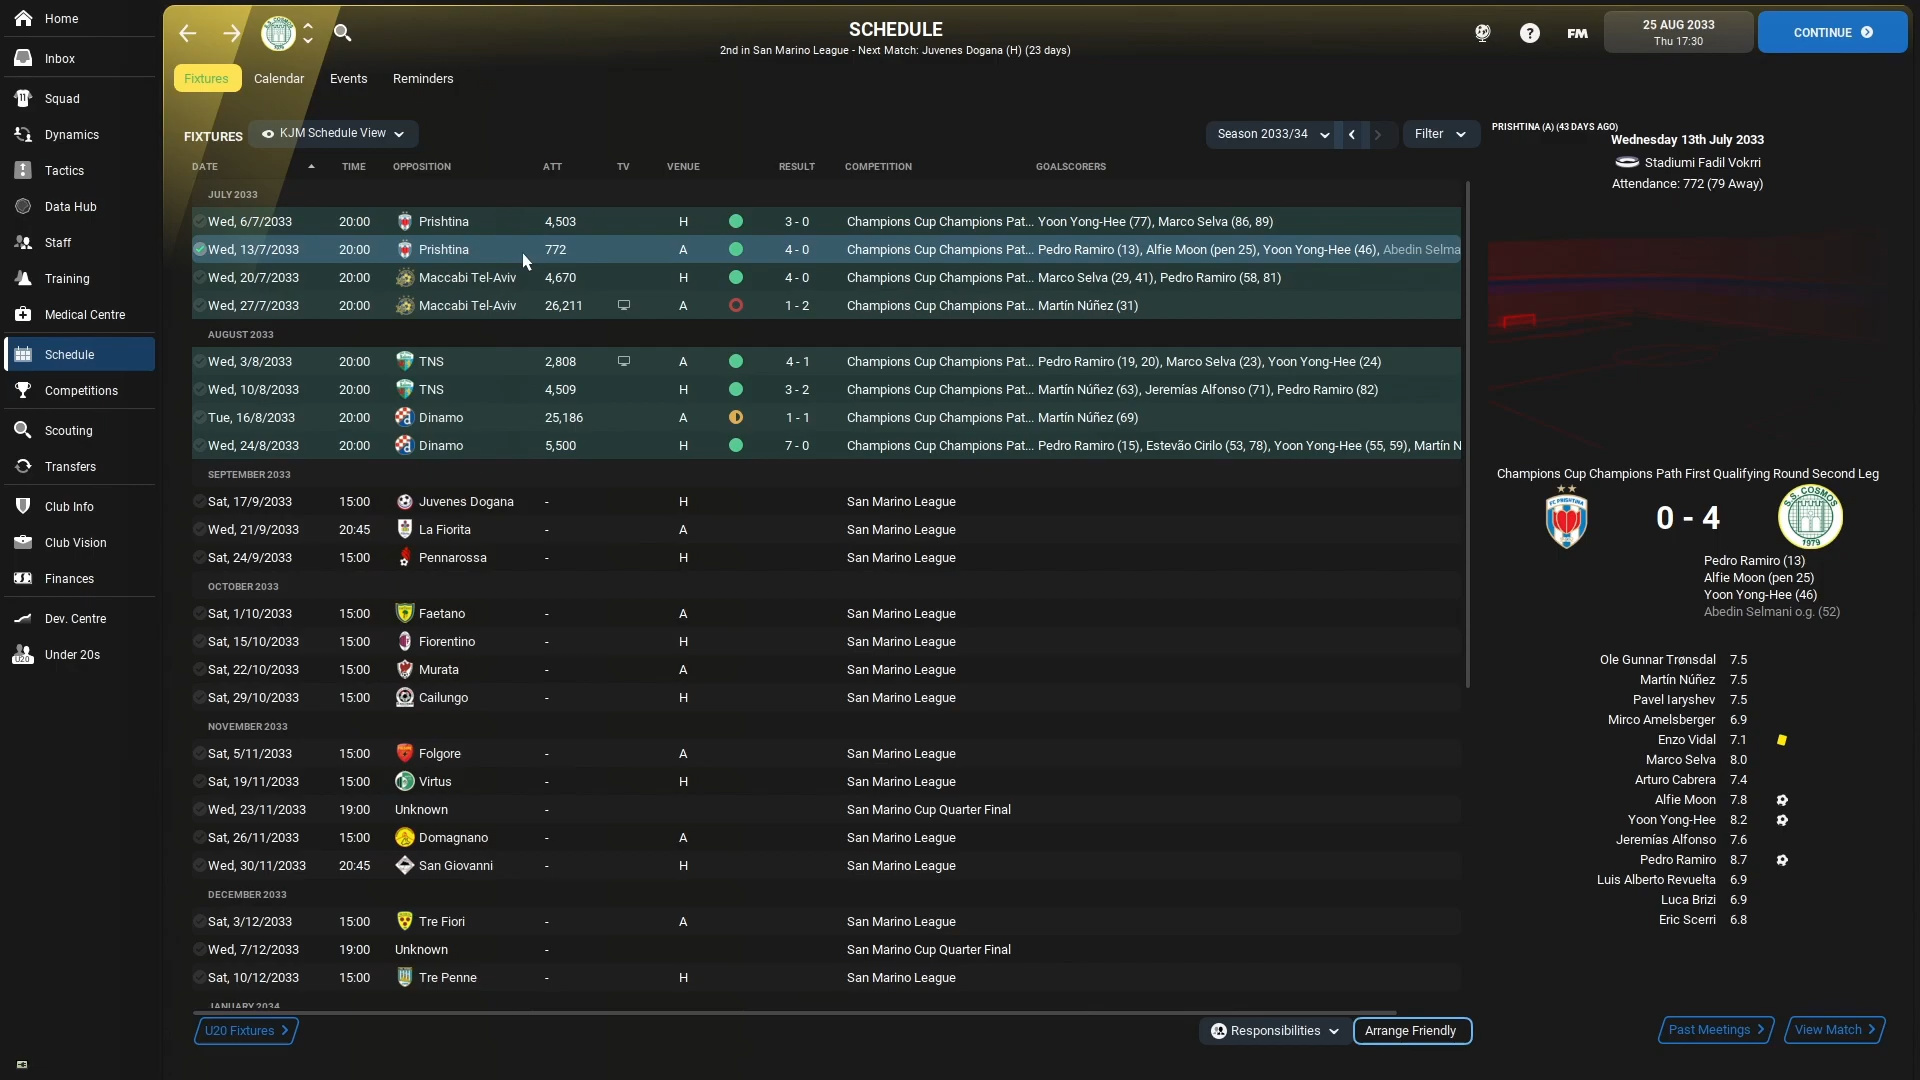 Home
Inbox
Squad
Dynamics
Tactics
Data Hub
Staff
Training
Medical Centre
Schedule
Competitions
Scouting
Transfers
Club Info
Club Vision
Finances
Dev. Centre
Under 20s
SCHEDULE
2nd in San Marino League - Next Match: Juvenes Dogana (H) (23 days)
FM
25 AUG 2033
Thu 17:30
CONTINUE
Fixtures Calendar Events Reminders
FIXTURES KJM Schedule View Season 2033/34 Filter
DATE TIME OPPOSITION ATT TV VENUE RESULT COMPETITION GOALSCORERS
JULY 2033
Wed, 6/7/2033 20:00 Prishtina 4,503 H 3 - 0 Champions Cup Champions Pat... Yoon Yong-Hee (77), Marco Selva (86, 89)
Wed, 13/7/2033 20:00 Prishtina 772 A 4 - 0 Champions Cup Champions Pat... Pedro Ramiro (13), Alfie Moon (pen 25), Yoon Yong-Hee (46), Abedin Selma
Wed, 20/7/2033 20:00 Maccabi Tel-Aviv 4,670 H 4 - 0 Champions Cup Champions Pat... Marco Selva (29, 41), Pedro Ramiro (58, 81)
Wed, 27/7/2033 20:00 Maccabi Tel-Aviv 26,211 A 1 - 2 Champions Cup Champions Pat... Martín Núñez (31)
AUGUST 2033
Wed, 3/8/2033 20:00 TNS 2,808 A 4 - 1 Champions Cup Champions Pat... Pedro Ramiro (19, 20), Marco Selva (23), Yoon Yong-Hee (24)
Wed, 10/8/2033 20:00 TNS 4,509 H 3 - 2 Champions Cup Champions Pat... Martín Núñez (63), Jeremías Alfonso (71), Pedro Ramiro (82)
Tue, 16/8/2033 20:00 Dinamo 25,186 A 1 - 1 Champions Cup Champions Pat... Martín Núñez (69)
Wed, 24/8/2033 20:00 Dinamo 5,500 H 7 - 0 Champions Cup Champions Pat... Pedro Ramiro (15), Estevão Cirilo (53, 78), Yoon Yong-Hee (55, 59), Martín N
SEPTEMBER 2033
Sat, 17/9/2033 15:00 Juvenes Dogana - H San Marino League
Wed, 21/9/2033 20:45 La Fiorita - A San Marino League
Sat, 24/9/2033 15:00 Pennarossa - H San Marino League
OCTOBER 2033
Sat, 1/10/2033 15:00 Faetano - A San Marino League
Sat, 15/10/2033 15:00 Fiorentino - H San Marino League
Sat, 22/10/2033 15:00 Murata - A San Marino League
Sat, 29/10/2033 15:00 Cailungo - H San Marino League
NOVEMBER 2033
Sat, 5/11/2033 15:00 Folgore - A San Marino League
Sat, 19/11/2033 15:00 Virtus - H San Marino League
Wed, 23/11/2033 19:00 Unknown - San Marino Cup Quarter Final
Sat, 26/11/2033 15:00 Domagnano - A San Marino League
Wed, 30/11/2033 20:45 San Giovanni - H San Marino League
DECEMBER 2033
Sat, 3/12/2033 15:00 Tre Fiori - A San Marino League
Wed, 7/12/2033 19:00 Unknown - San Marino Cup Quarter Final
Sat, 10/12/2033 15:00 Tre Penne - H San Marino League
JANUARY 2034
U20 Fixtures Responsibilities Arrange Friendly
PRISHTINA (A) (43 DAYS AGO)
Wednesday 13th July 2033
Stadiumi Fadil Vokrri
Attendance: 772 (79 Away)
Champions Cup Champions Path First Qualifying Round Second Leg
FC PRISHTINA
0 - 4
S.S. COSMOS
1979
Pedro Ramiro (13)
Alfie Moon (pen 25)
Yoon Yong-Hee (46)
Abedin Selmani o.g. (52)
Ole Gunnar Trønsdal 7.5
Martín Núñez 7.5
Pavel Iaryshev 7.5
Mirco Amelsberger 6.9
Enzo Vidal 7.1
Marco Selva 8.0
Arturo Cabrera 7.4
Alfie Moon 7.8
Yoon Yong-Hee 8.2
Jeremías Alfonso 7.6
Pedro Ramiro 8.7
Luis Alberto Revuelta 6.9
Luca Brizi 6.9
Eric Scerri 6.8
Past Meetings View Match